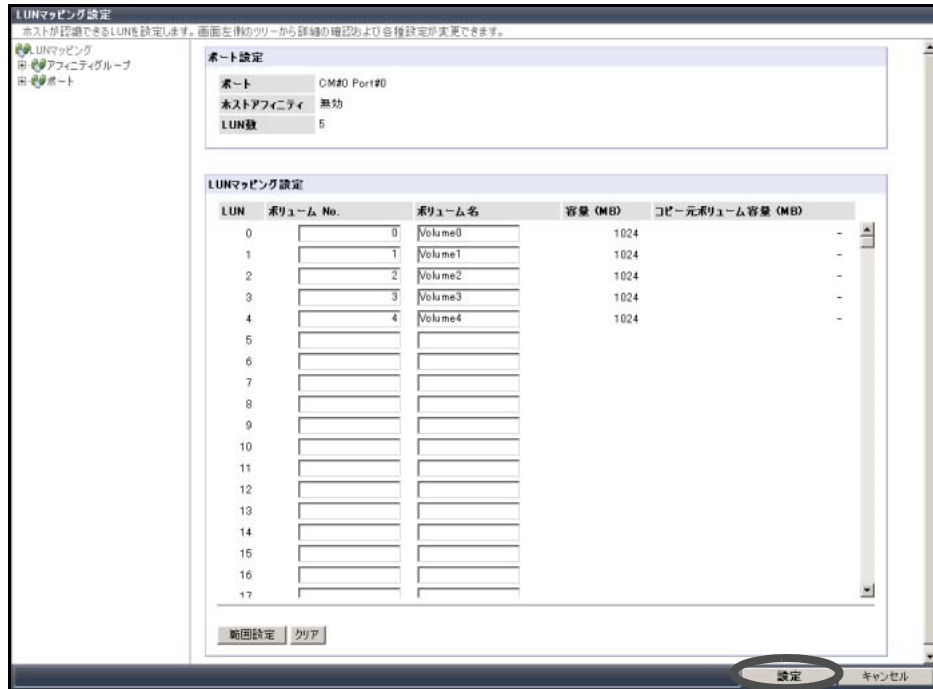 LUNマッピング設定
ホストが認識できるLUNを設定します。画面左側のツリーから詳細の確認および各種設定が変更できます。
LUNマッピング
アフィニティグループ
ポート
ポート設定
ポート CM#0 Port#0
ホストアフィニティ 無効
LUN数 5
LUNマッピング設定
LUN ボリューム No. ボリューム名 容量 (MB) コピー元ボリューム容量 (MB)
0 0 Volume0 1024 -
1 1 Volume1 1024 -
2 2 Volume2 1024 -
3 3 Volume3 1024 -
4 4 Volume4 1024 -
5
6
7
8
9
10
11
12
13
14
15
16
17
範囲設定 クリア
設定 キャンセル